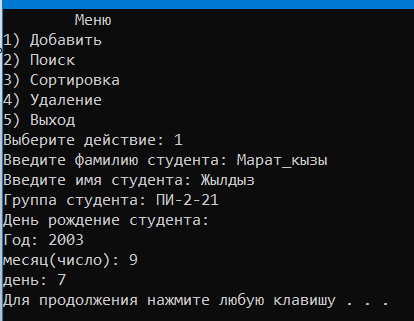 Меню
1) Добавить
2) Поиск
3) Сортировка
4) Удаление
5) Выход
Выберите действие: 1
Введите фамилию студента: Марат_кызы
Введите имя студента: Жылдыз
Группа студента: ПИ-2-21
День рождение студента:
Год: 2003
месяц(число): 9
день: 7
Для продолжения нажмите любую клавишу . . .